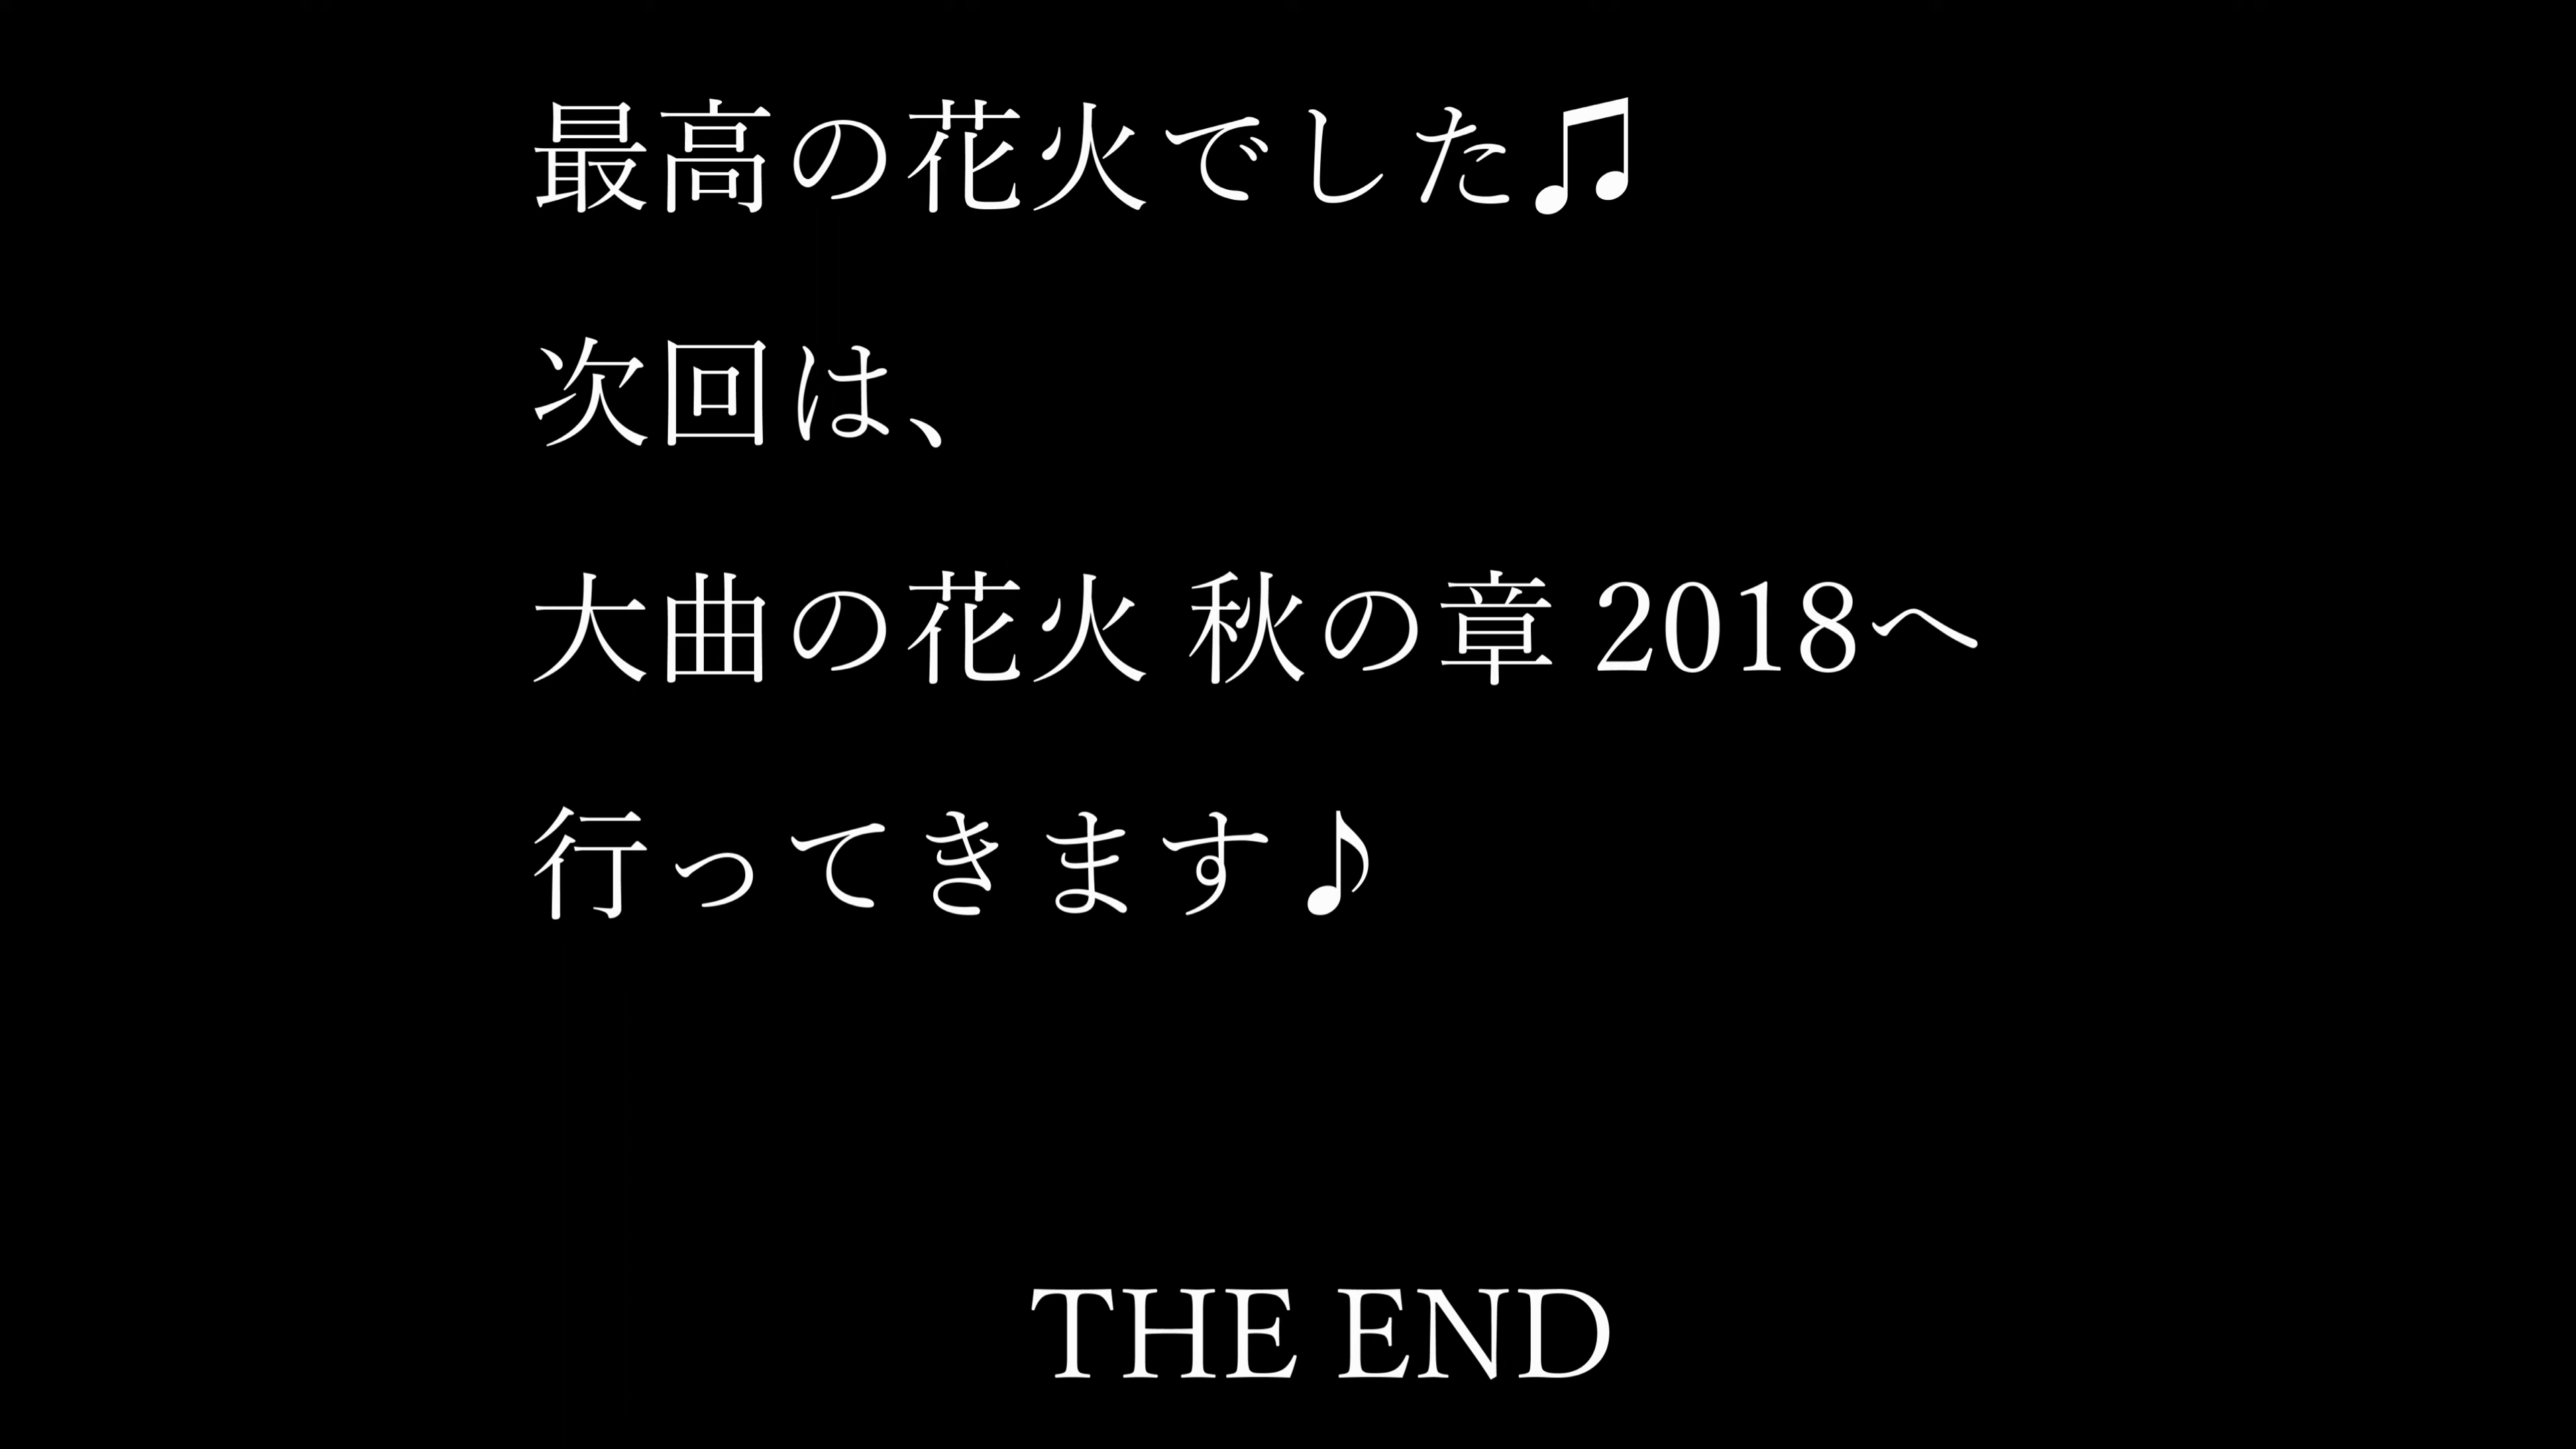 最高の花火でした♫
次回は、
大曲の花火 秋の章 2018へ
行ってきます♪
THE END